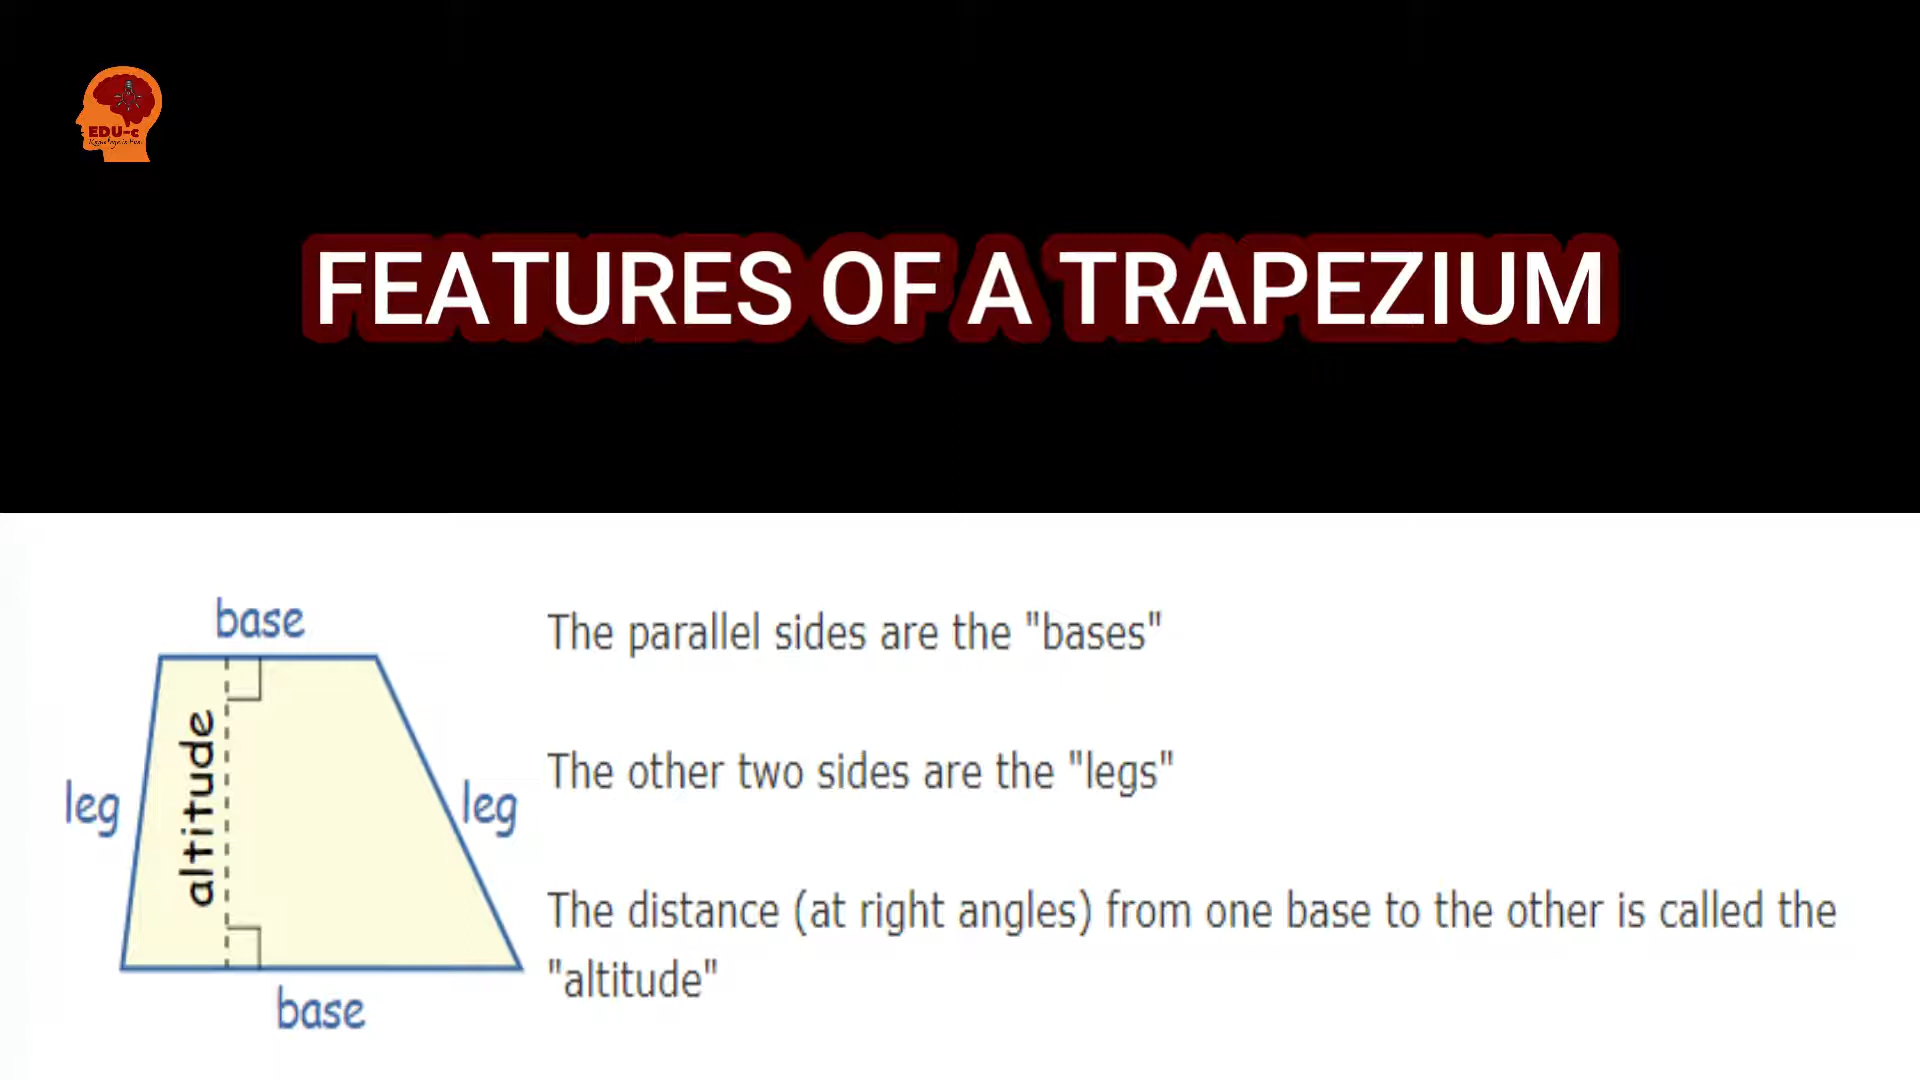 EDU-c
FEATURES OF A TRAPEZIUM
base
The parallel sides are the "bases"
altitude
leg
leg
The other two sides are the "legs"
The distance (at right angles) from one base to the other is called the
"altitude"
base